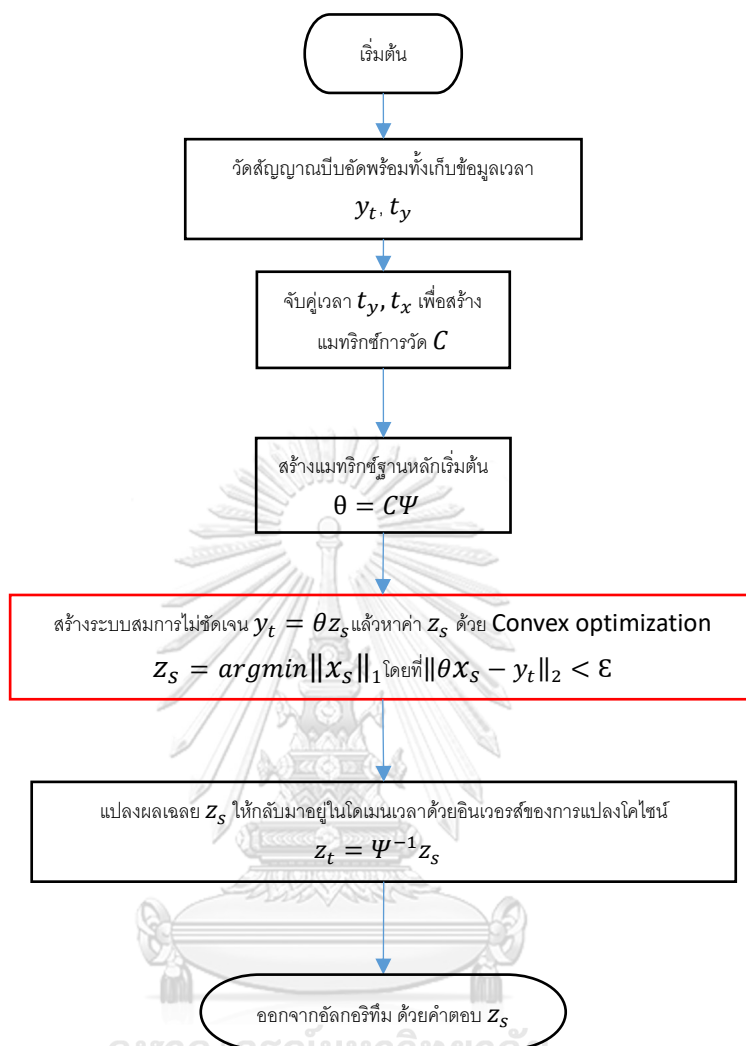 เริ่มต้น
วัดสัญญาณบีบอัดพร้อมทั้งเก็บข้อมูลเวลา
y_t, t_y
จับคู่เวลา t_y, t_x เพื่อสร้าง
แมทริกซ์การวัด C
สร้างแมทริกซ์ฐานหลักเริ่มต้น
θ = CΨ
สร้างระบบสมการไม่ชัดเจน y_t = θz_s แล้วหาค่า z_s ด้วย Convex optimization
z_s = argmin‖x_s‖_1 โดยที่ ‖θx_s − y_t‖_2 < Ɛ
แปลงผลเฉลย z_s ให้กลับมาอยู่ในโดเมนเวลาด้วยอินเวอรส์ของการแปลงโคไซน์
z_t = Ψ^{-1}z_s
ออกจากอัลกอริทึม ด้วยคำตอบ z_s